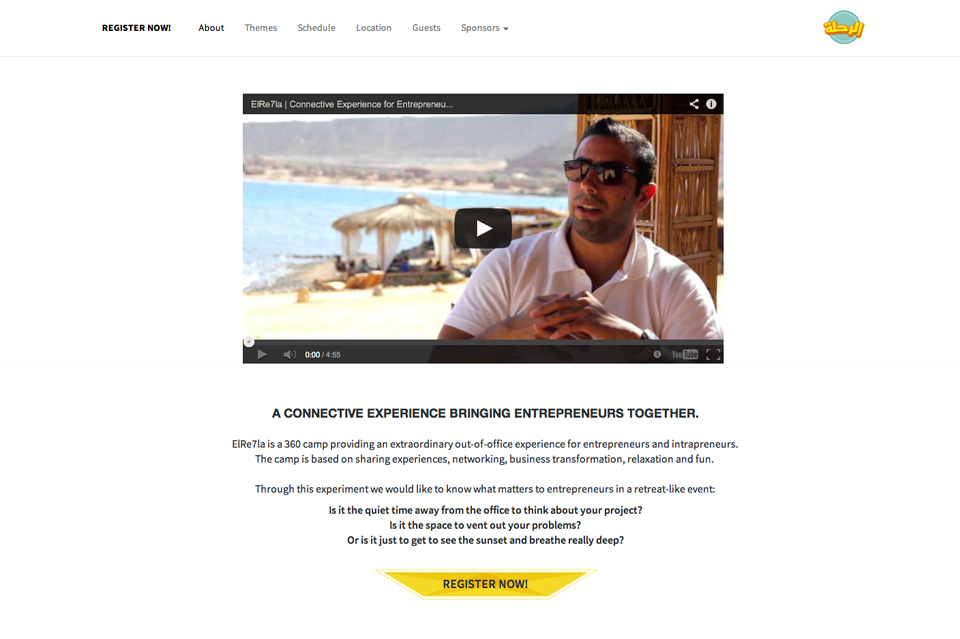 REGISTER NOW! About Themes Schedule Location Guests Sponsors
الرحلة
ElRe7la | Connective Experience for Entrepreneu...
0:00 / 4:55 YouTube
A CONNECTIVE EXPERIENCE BRINGING ENTREPRENEURS TOGETHER.
ElRe7la is a 360 camp providing an extraordinary out-of-office experience for entrepreneurs and intrapreneurs.
The camp is based on sharing experiences, networking, business transformation, relaxation and fun.
Through this experiment we would like to know what matters to entrepreneurs in a retreat-like event:
Is it the quiet time away from the office to think about your project?
Is it the space to vent out your problems?
Or is it just to get to see the sunset and breathe really deep?
REGISTER NOW!